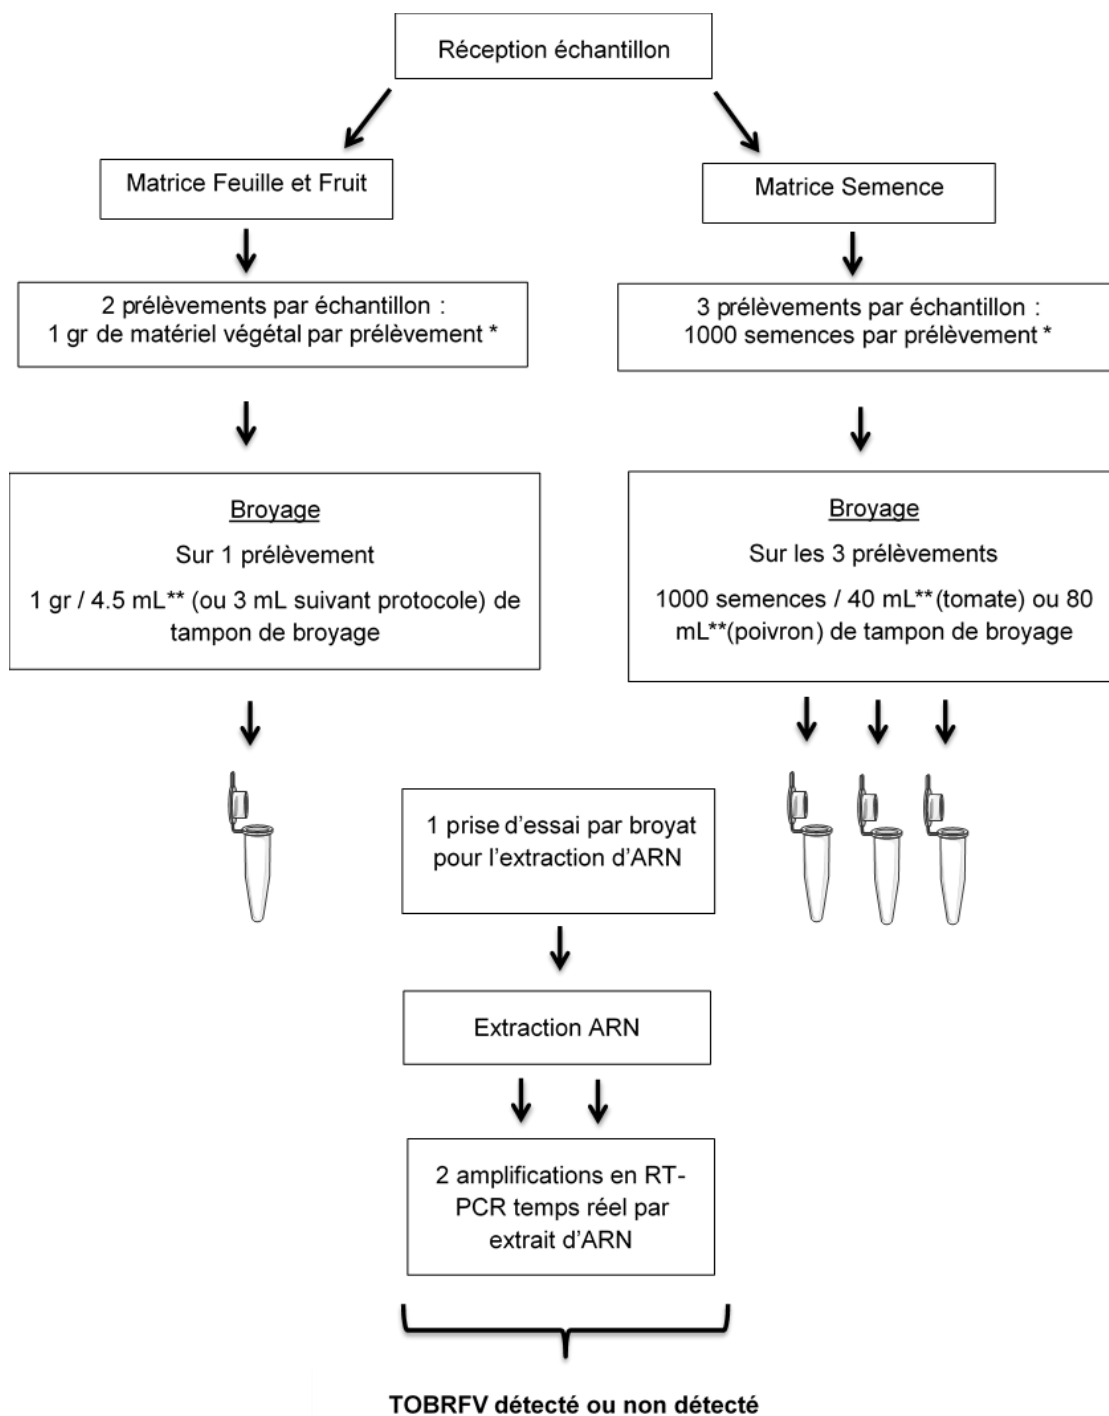 Réception échantillon
Matrice Feuille et Fruit
Matrice Semence
2 prélèvements par échantillon :
1 gr de matériel végétal par prélèvement *
3 prélèvements par échantillon :
1000 semences par prélèvement *
Broyage
Sur 1 prélèvement
1 gr / 4.5 mL** (ou 3 mL suivant protocole) de
tampon de broyage
Broyage
Sur les 3 prélèvements
1000 semences / 40 mL**(tomate) ou 80
mL**(poivron) de tampon de broyage
1 prise d'essai par broyat
pour l'extraction d'ARN
Extraction ARN
2 amplifications en RT-
PCR temps réel par
extrait d'ARN
TOBRFV détecté ou non détecté